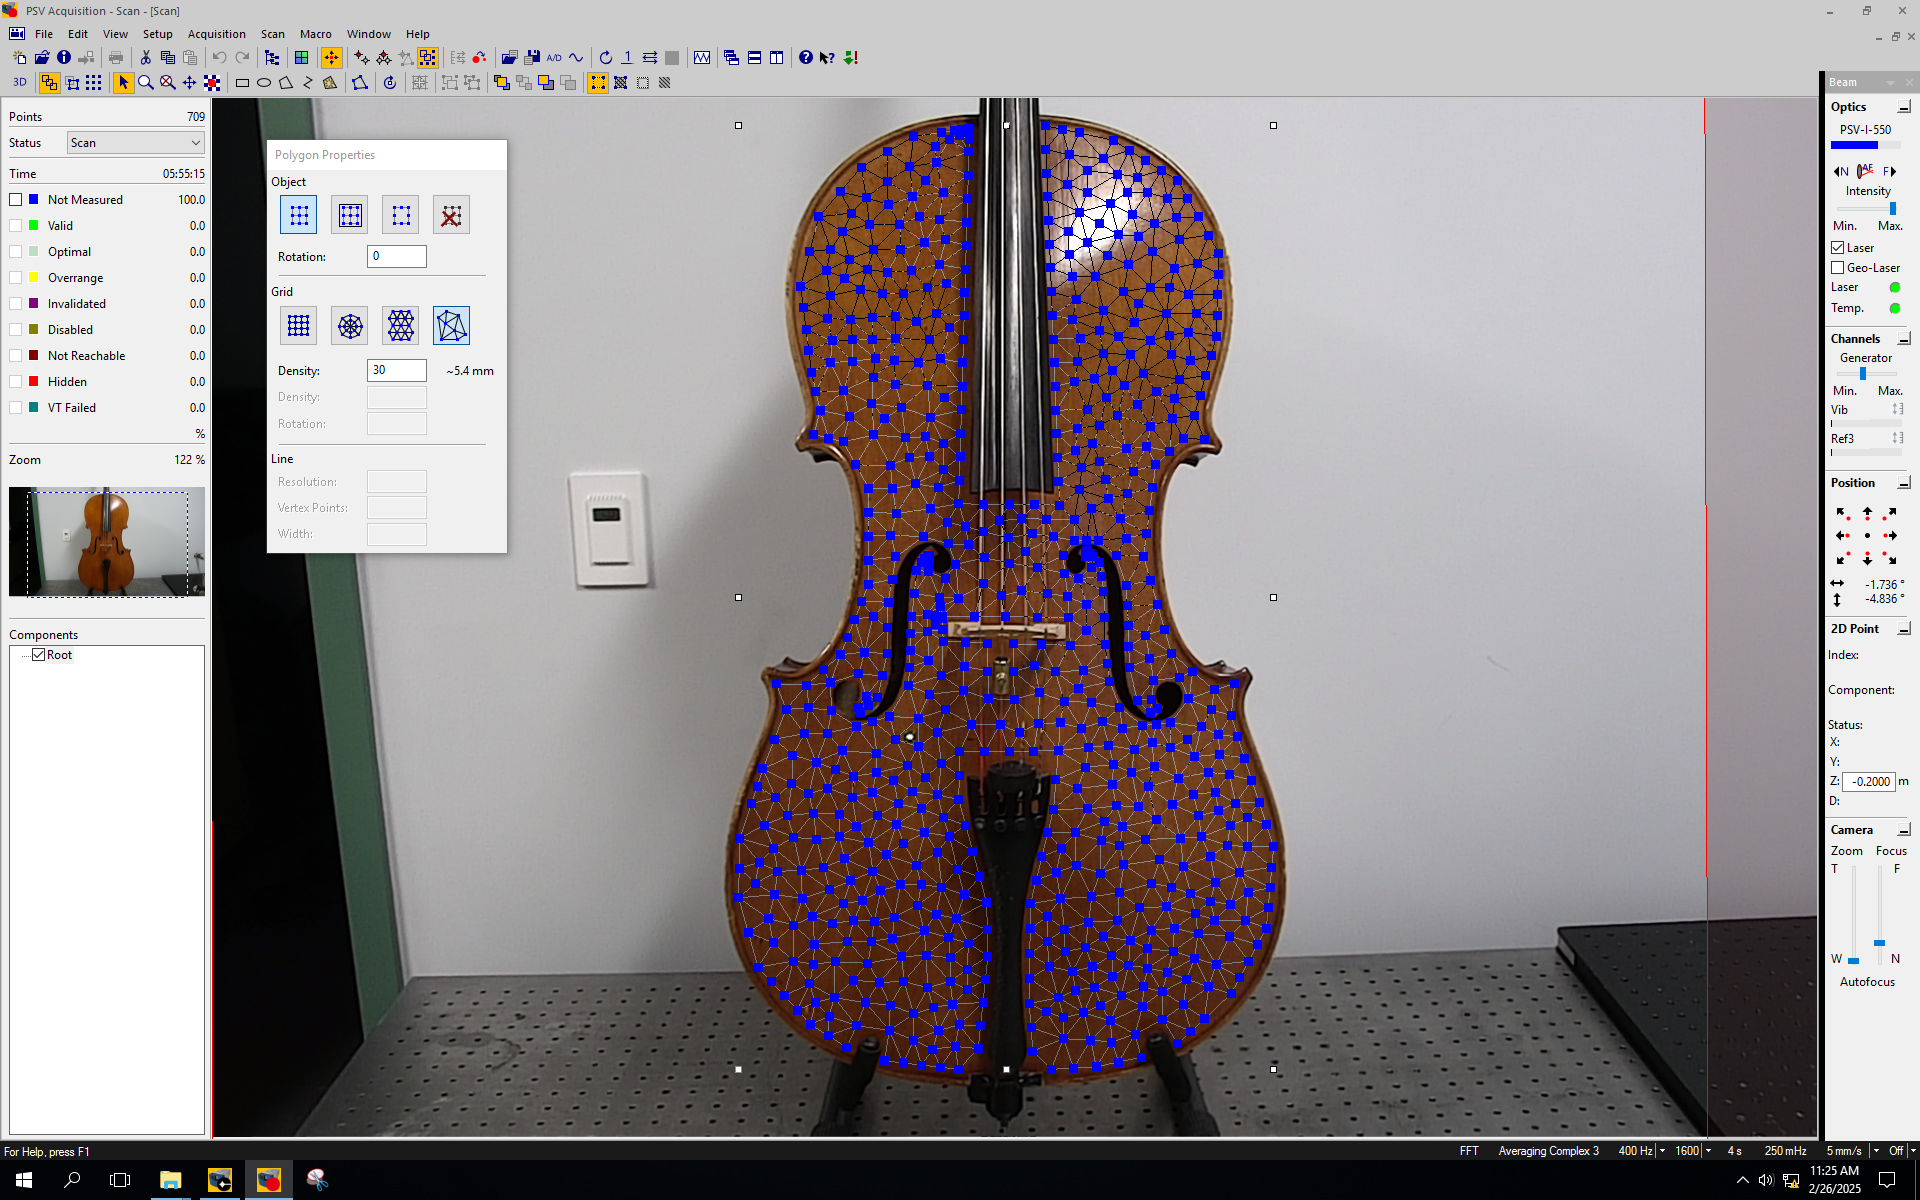 PSV Acquisition - Scan - [Scan]
File Edit View Setup Acquisition Scan Macro Window Help
A/D
1
3D
Points 709
Status Scan
Time 05:55:15
Not Measured 100.0
Valid 0.0
Optimal 0.0
Overrange 0.0
Invalidated 0.0
Disabled 0.0
Not Reachable 0.0
Hidden 0.0
VT Failed 0.0
%
Zoom 122 %
Components
Root
Polygon Properties
Object
Rotation: 0
Grid
Density: 30 ~5.4 mm
Density:
Rotation:
Line
Resolution:
Vertex Points:
Width:
Beam
Optics
PSV-I-550
N AF F
Intensity
Min. Max.
Laser
Geo-Laser
Laser
Temp.
Channels
Generator
Min. Max.
Vib
Ref3
Position
-1.736 °
-4.836 °
2D Point
Index:
Component:
Status:
X:
Y:
Z: -0.2000 m
D:
Camera
Zoom Focus
T F
W N
Autofocus
For Help, press F1
FFT Averaging Complex 3 400 Hz 1600 4 s 250 mHz 5 mm/s Off
11:25 AM
2/26/2025